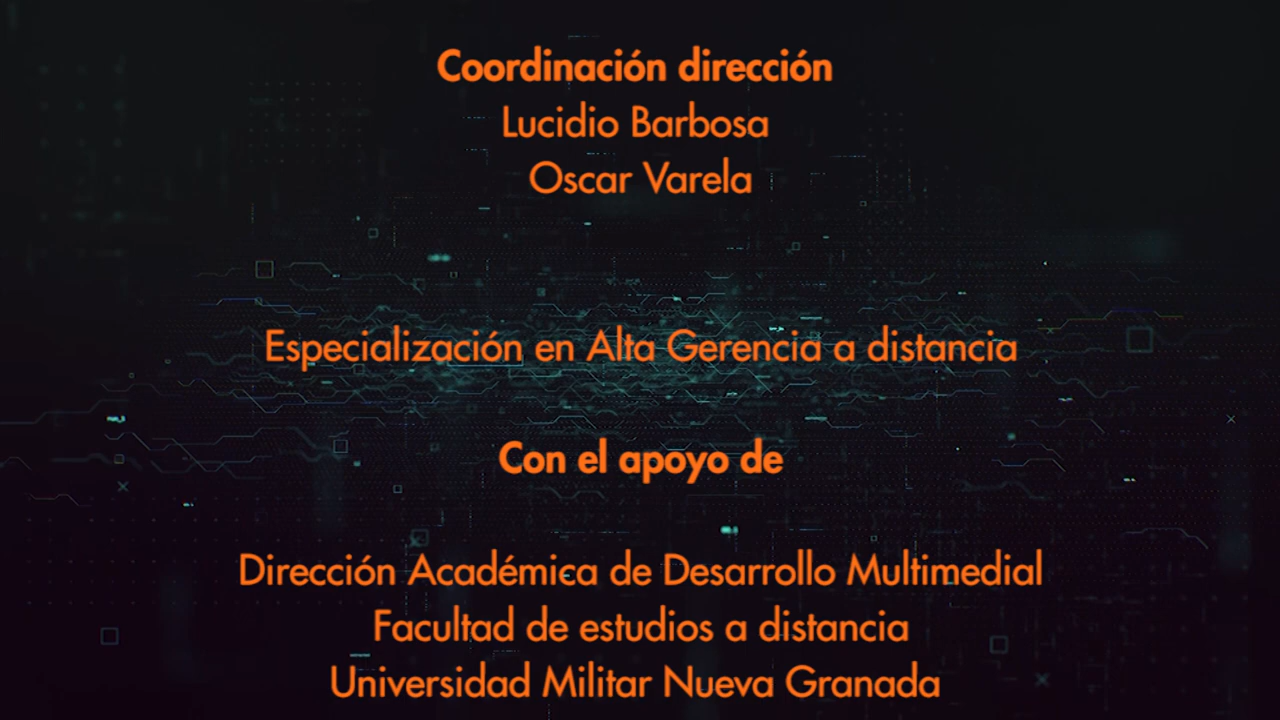 Coordinación dirección
Lucidio Barbosa
Oscar Varela
Especialización en Alta Gerencia a distancia
Con el apoyo de
Dirección Académica de Desarrollo Multimedial
Facultad de estudios a distancia
Universidad Militar Nueva Granada